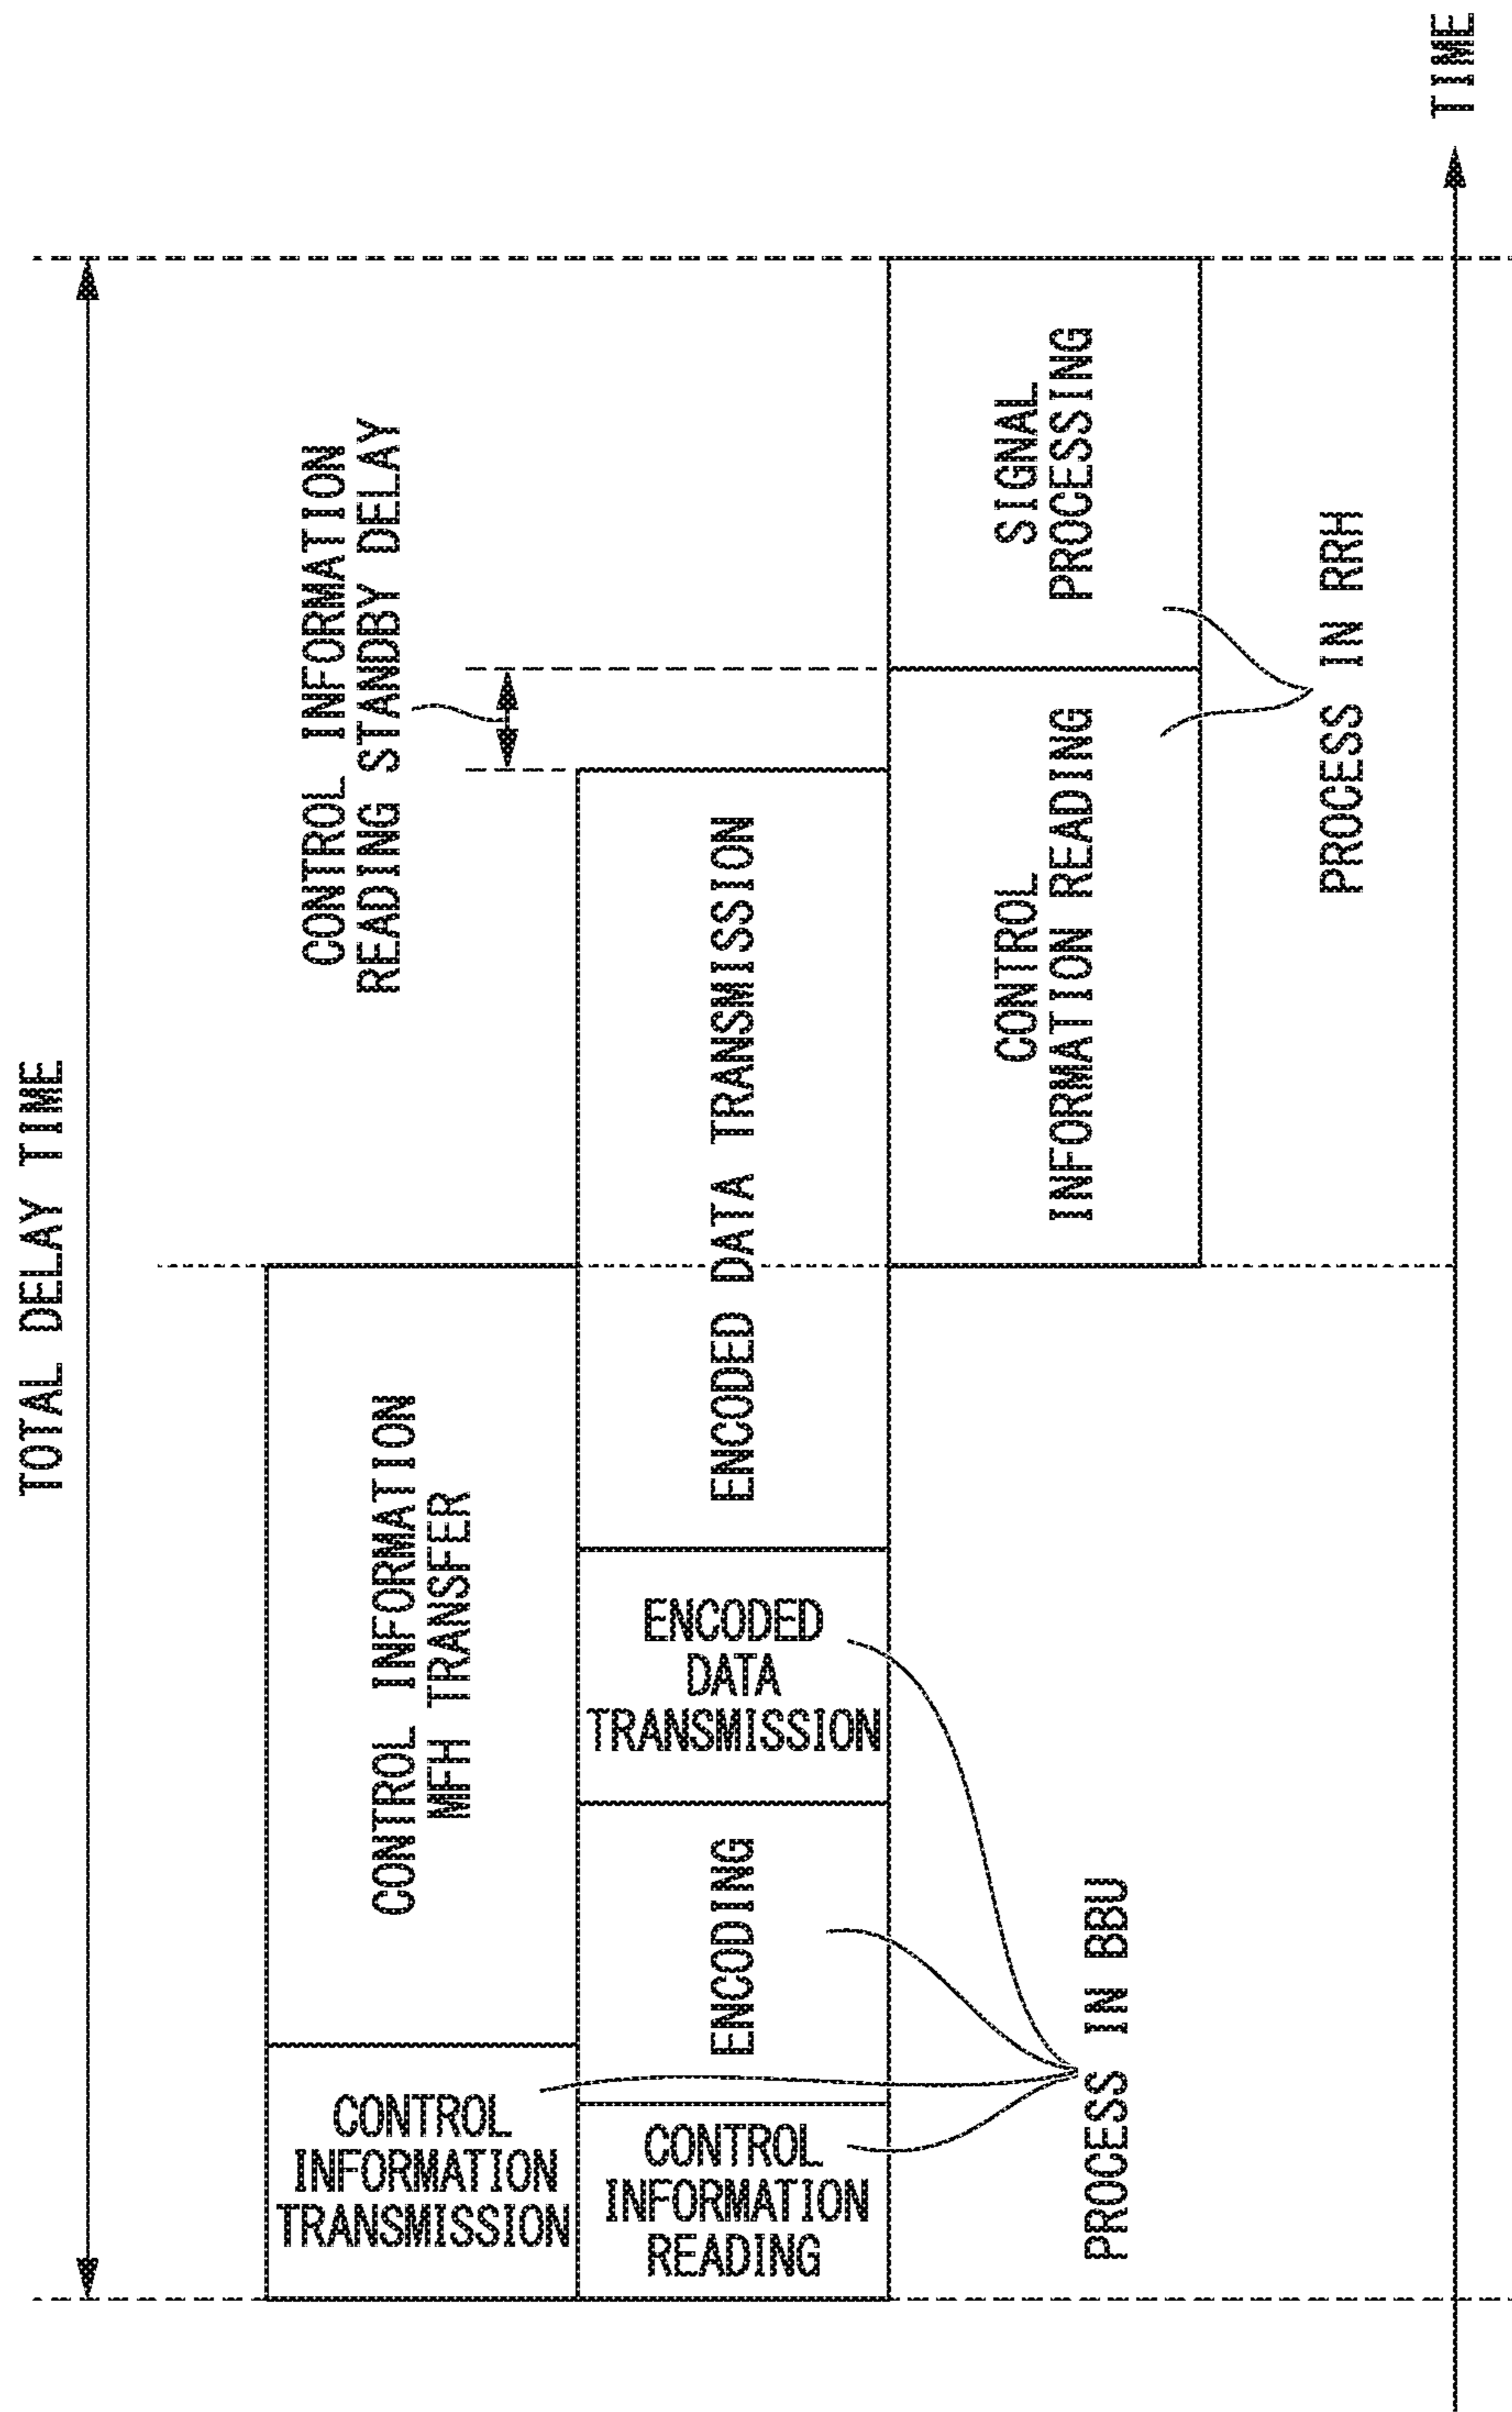 TOTAL DELAY TIME
CONTROL INFORMATION
READING STANDBY DELAY
CONTROL
INFORMATION
TRANSMISSION
CONTROL INFORMATION
MFH TRANSFER
CONTROL
INFORMATION
READING
ENCODING
ENCODED
DATA
TRANSMISSION
ENCODED DATA TRANSMISSION
CONTROL
INFORMATION READING
SIGNAL
PROCESSING
PROCESS IN BBU
PROCESS IN RRH
TIME